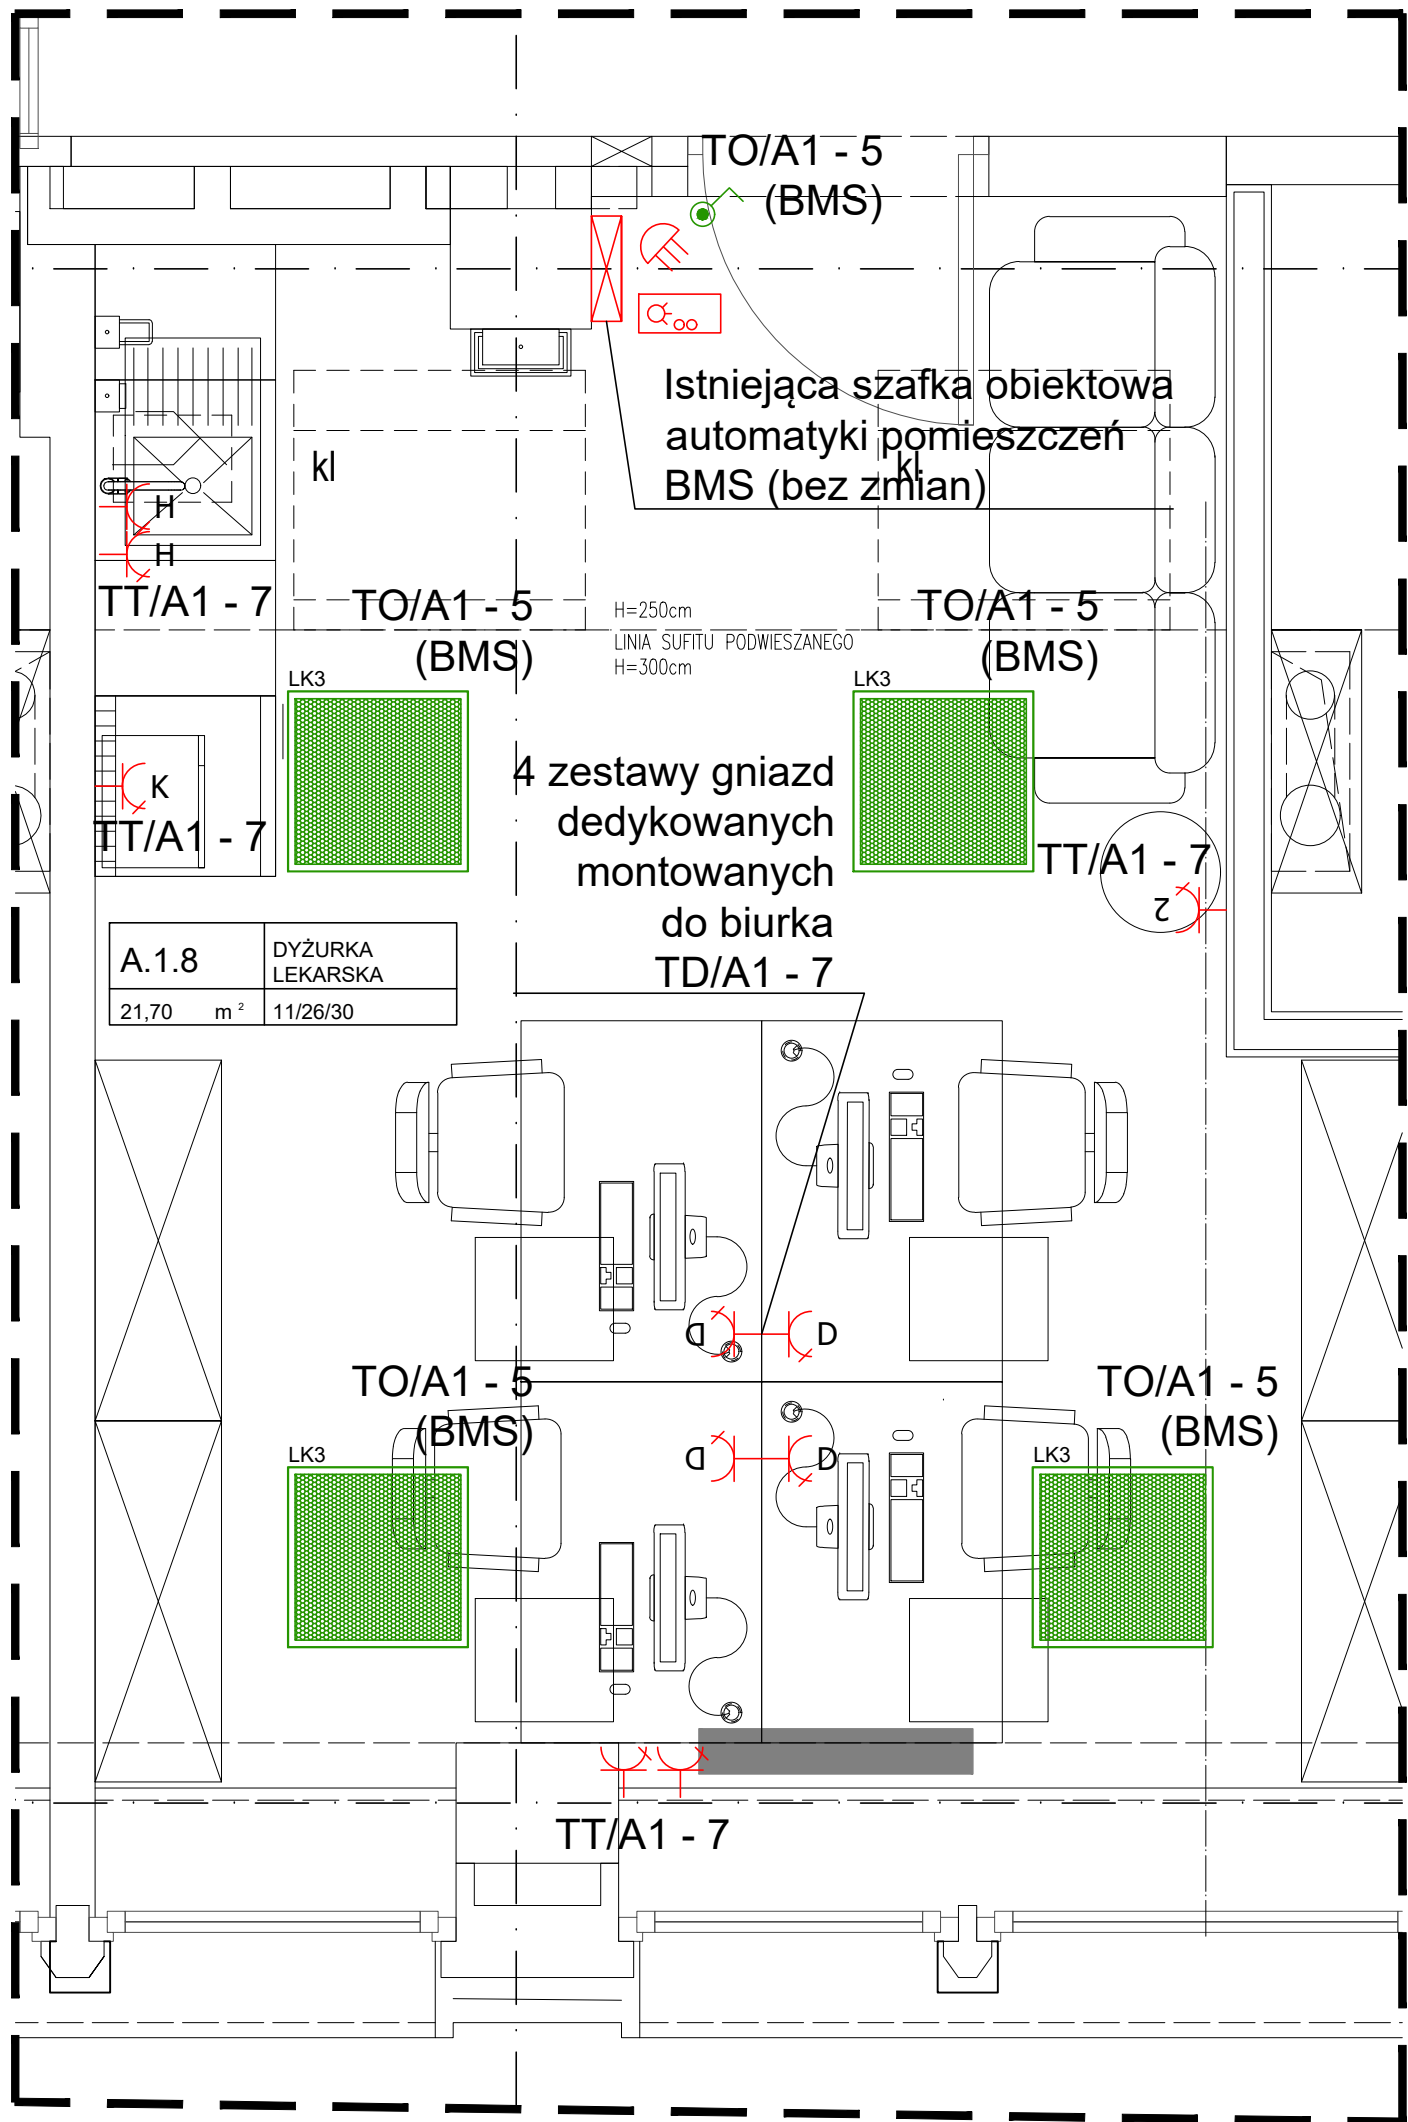 TO/A1 - 5
(BMS)
Istniejąca szafka obiektowa
automatyki pomieszczeń
BMS (bez zmian)
kl
kl
H
H
TT/A1 - 7
TO/A1 - 5
(BMS)
H=250cm
LINIA SUFITU PODWIESZANEGO
H=300cm
TO/A1 - 5
(BMS)
LK3
LK3
K
TT/A1 - 7
4 zestawy gniazd
dedykowanych
montowanych
do biurka
TD/A1 - 7
TT/A1 - 7
2
A.1.8
DYŻURKA
LEKARSKA
21,70 m²
11/26/30
D
D
TO/A1 - 5
(BMS)
TO/A1 - 5
(BMS)
LK3
D
D
LK3
TT/A1 - 7